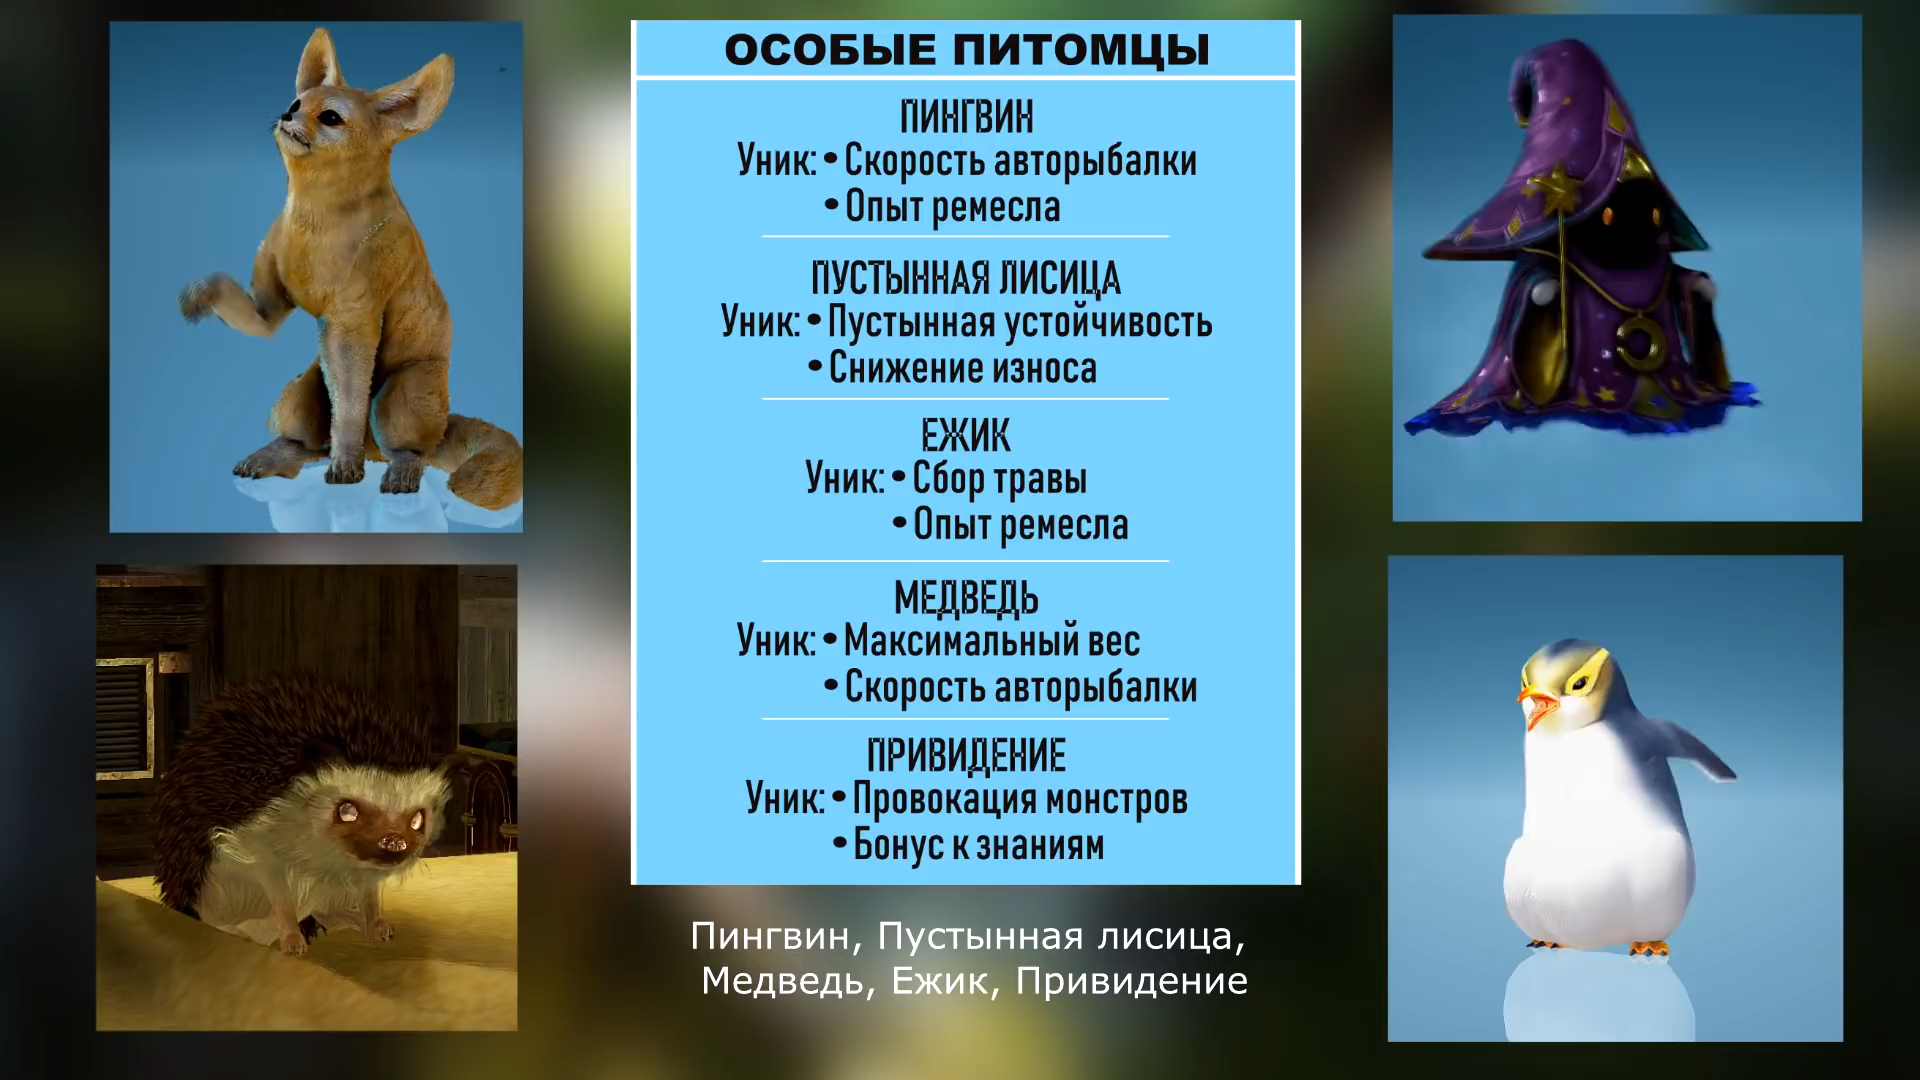 ОСОБЫЕ ПИТОМЦЫ
ПИНГВИН
Уник: • Скорость авторыбалки
• Опыт ремесла
ПУСТЫННАЯ ЛИСИЦА
Уник: • Пустынная устойчивость
• Снижение износа
ЕЖИК
Уник: • Сбор травы
• Опыт ремесла
МЕДВЕДЬ
Уник: • Максимальный вес
• Скорость авторыбалки
ПРИВИДЕНИЕ
Уник: • Провокация монстров
• Бонус к знаниям
Пингвин, Пустынная лисица,
Медведь, Ежик, Привидение